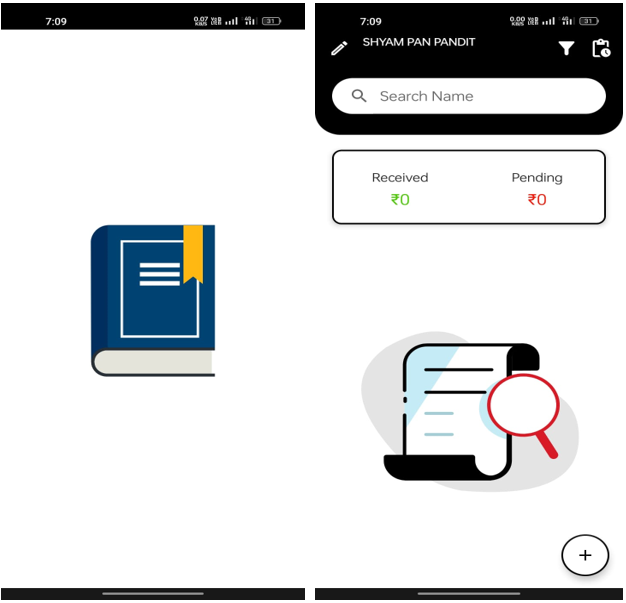 7:09
0.07 KB/S Vo) LTE 4G 31
7:09
0.00 KB/S Vo) LTE 4G 31
SHYAM PAN PANDIT
Search Name
Received
Pending
₹0
₹0
+